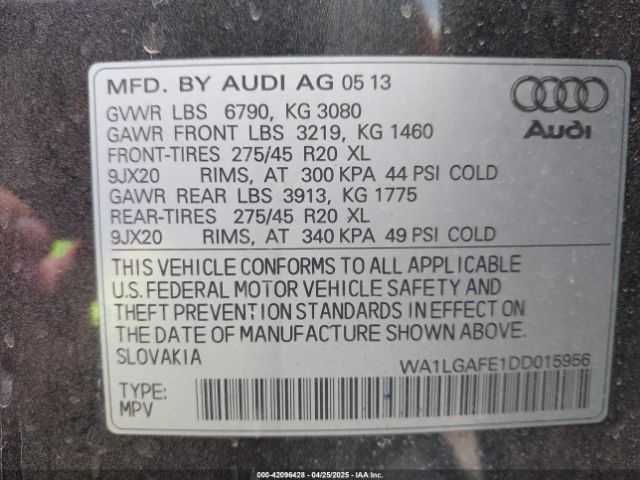 MFD. BY AUDI AG 05 13
GVWR LBS 6790, KG 3080
GAWR FRONT LBS 3219, KG 1460
FRONT-TIRES 275/45 R20 XL
9JX20 RIMS, AT 300 KPA 44 PSI COLD
GAWR REAR LBS 3913, KG 1775
REAR-TIRES 275/45 R20 XL
9JX20 RIMS, AT 340 KPA 49 PSI COLD
Audi
THIS VEHICLE CONFORMS TO ALL APPLICABLE
U.S. FEDERAL MOTOR VEHICLE SAFETY AND
THEFT PREVENTION STANDARDS IN EFFECT ON
THE DATE OF MANUFACTURE SHOWN ABOVE.
SLOVAKIA
WA1LGAFE1DD015956
TYPE:
MPV
000-42096428 - 04/25/2025 - IAAI.COM